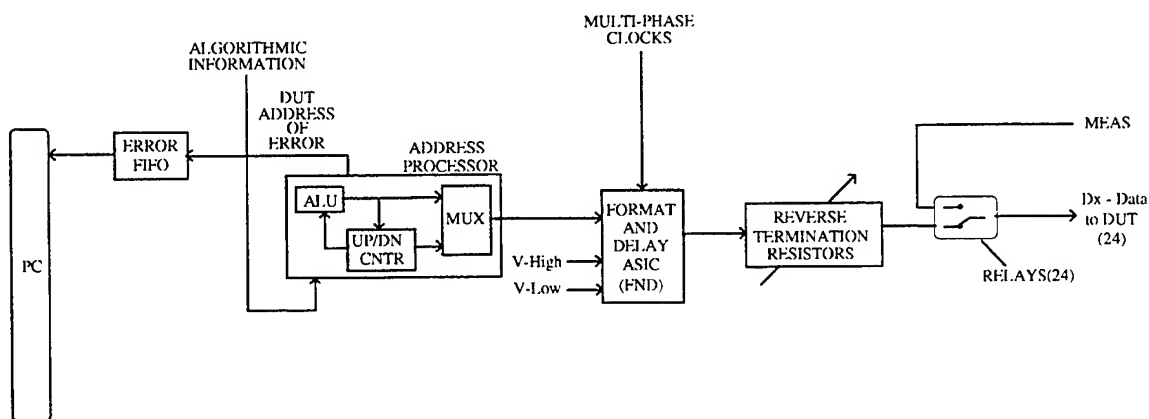 MULTI-PHASE
CLOCKS
ALGORITHMIC
INFORMATION
DUT
ADDRESS
OF
ERROR
ERROR
FIFO
ADDRESS
PROCESSOR
MEAS
ALU
MUX
UP/DN
CNTR
FORMAT
AND
DELAY
ASIC
(FND)
REVERSE
TERMINATION
RESISTORS
Dx - Data
to DUT
(24)
PC
V-High
V-Low
RELAYS(24)